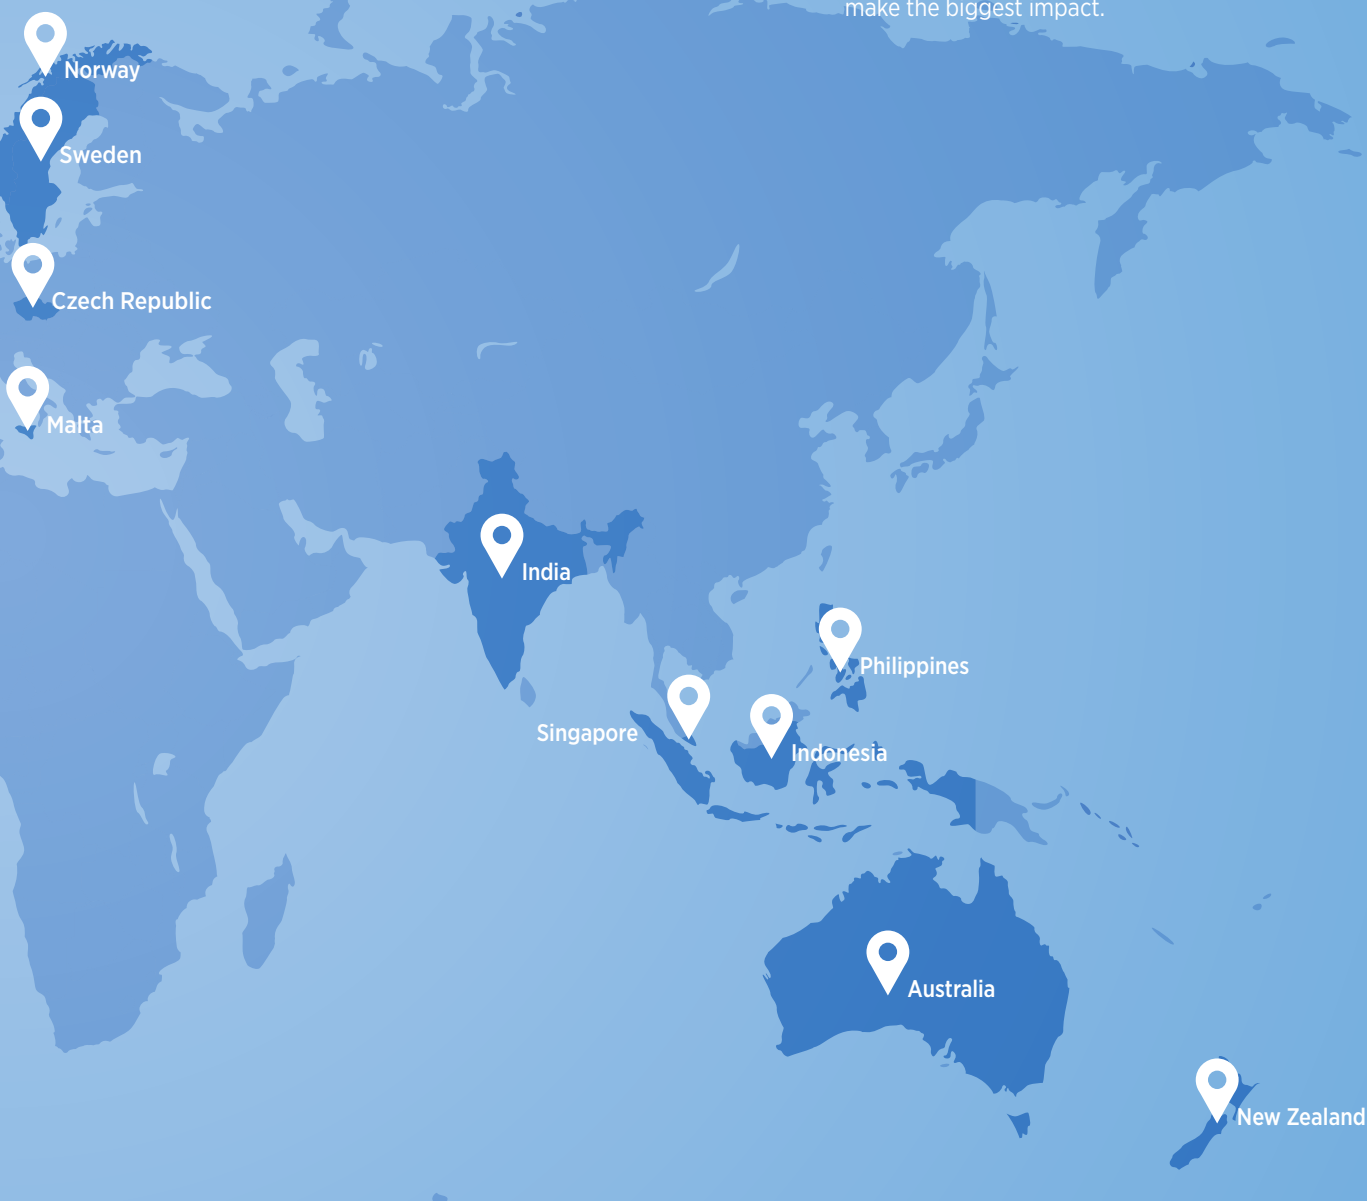 make the biggest impact.
Norway
Sweden
Czech Republic
Malta
India
Philippines
Singapore
Indonesia
Australia
New Zealand